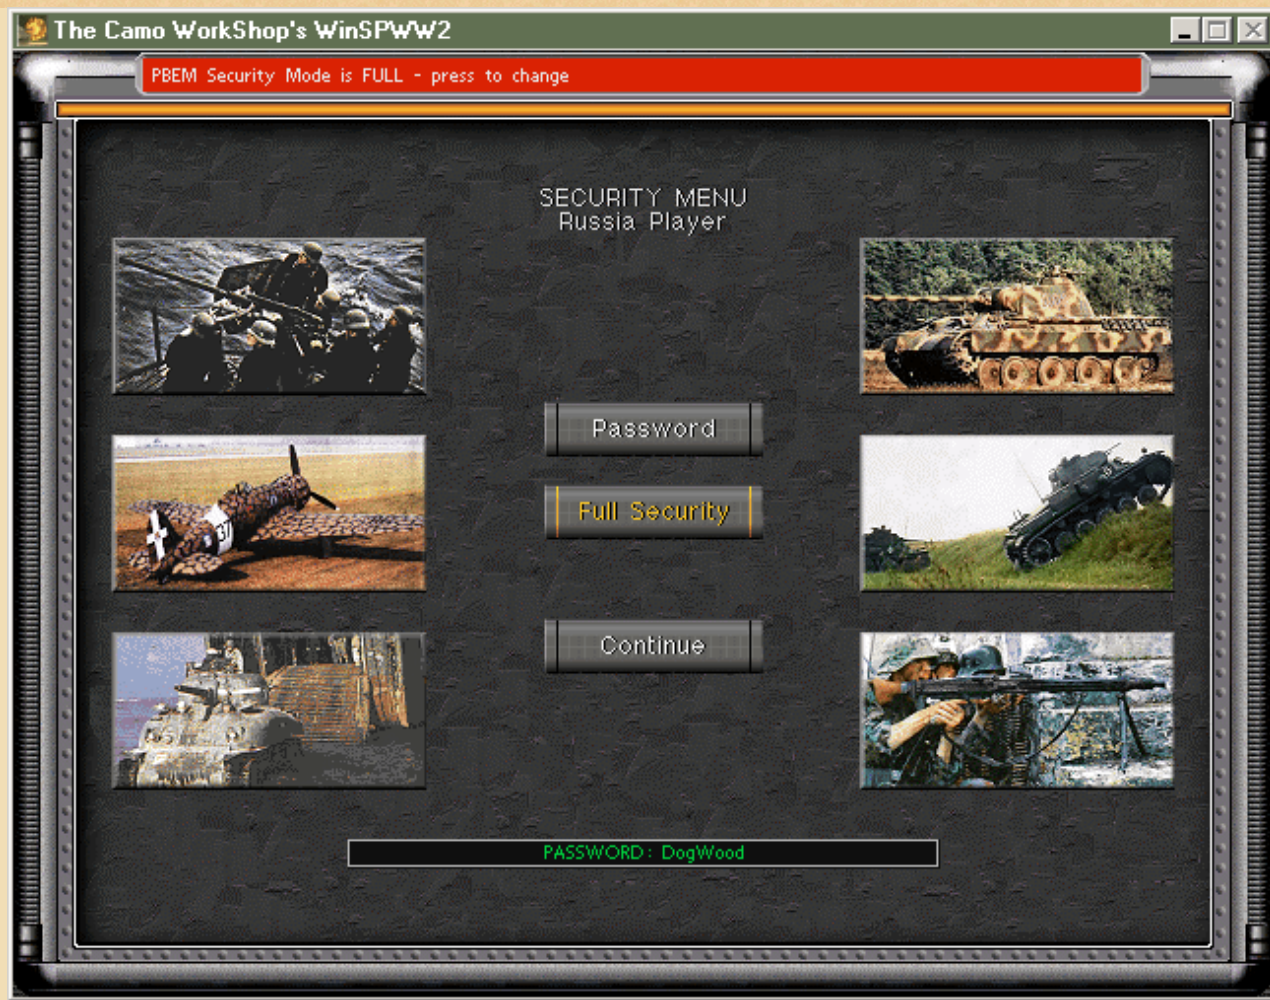 The Camo WorkShop's WinSPWW2
PBEM Security Mode is FULL - press to change
SECURITY MENU
Russia Player
Password
Full Security
37
Continue
PASSWORD: DogWood